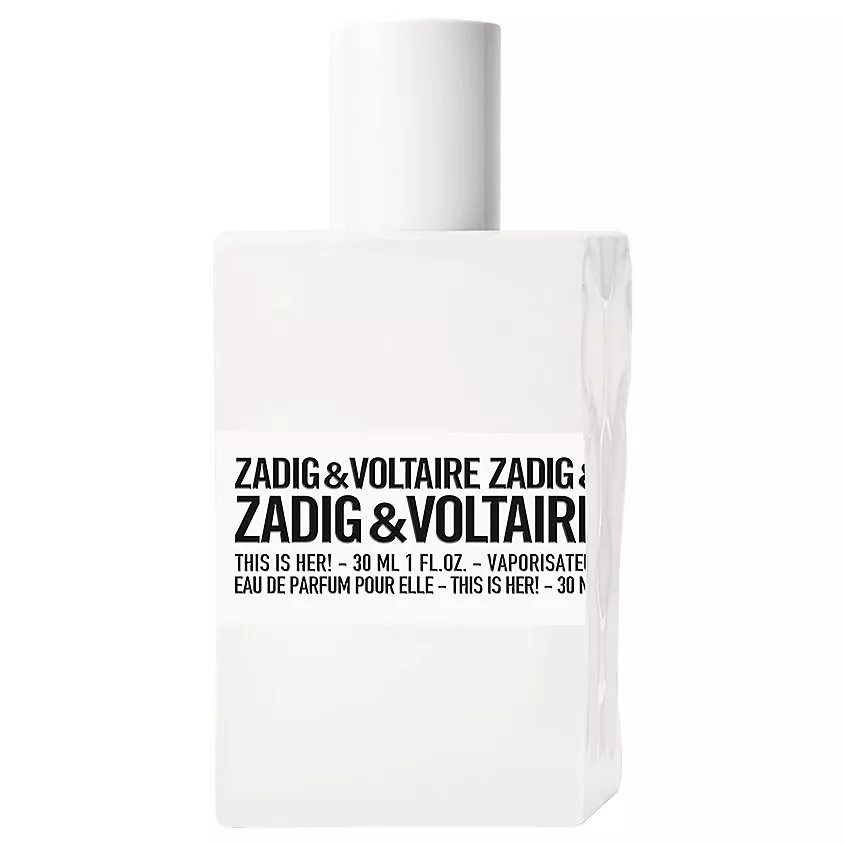 ZADIG&VOLTAIRE ZADIG &
ZADIG &VOLTAIRE
THIS IS HER! – 30 ML 1 FL.OZ. – VAPORISATEU
EAU DE PARFUM POUR ELLE – THIS IS HER! – 30 M